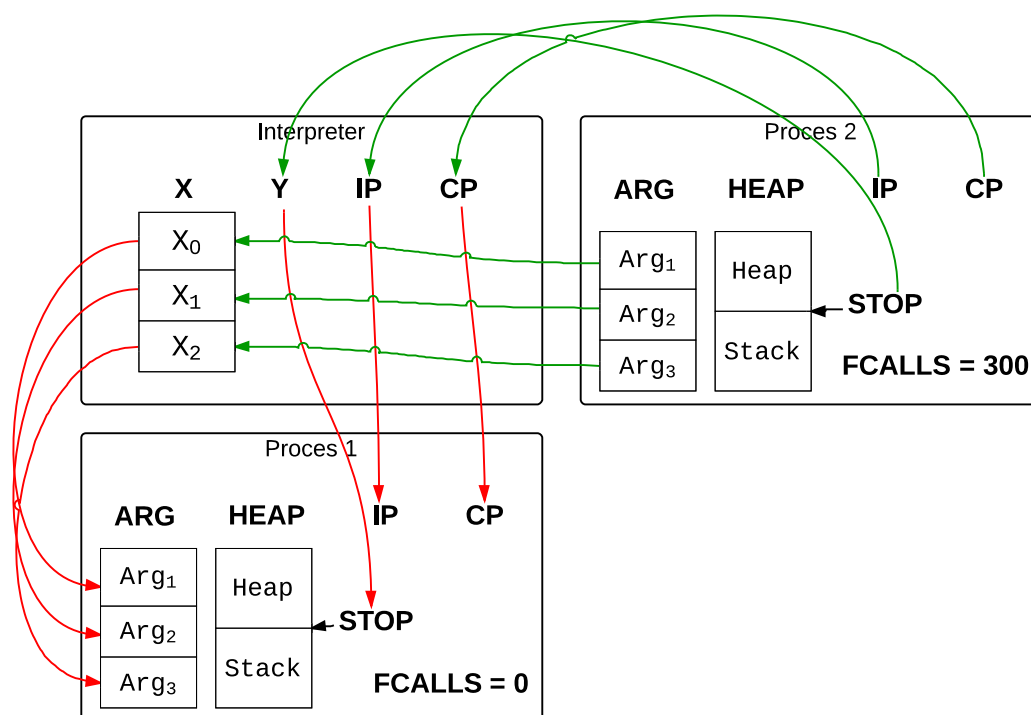 Interpreter
X Y IP CP
X0
X1
X2
Proces 2
ARG HEAP IP CP
Arg1
Arg2
Arg3
Heap
Stack
STOP
FCALLS = 300
Proces 1
ARG HEAP IP CP
Arg1
Arg2
Arg3
Heap
Stack
STOP
FCALLS = 0